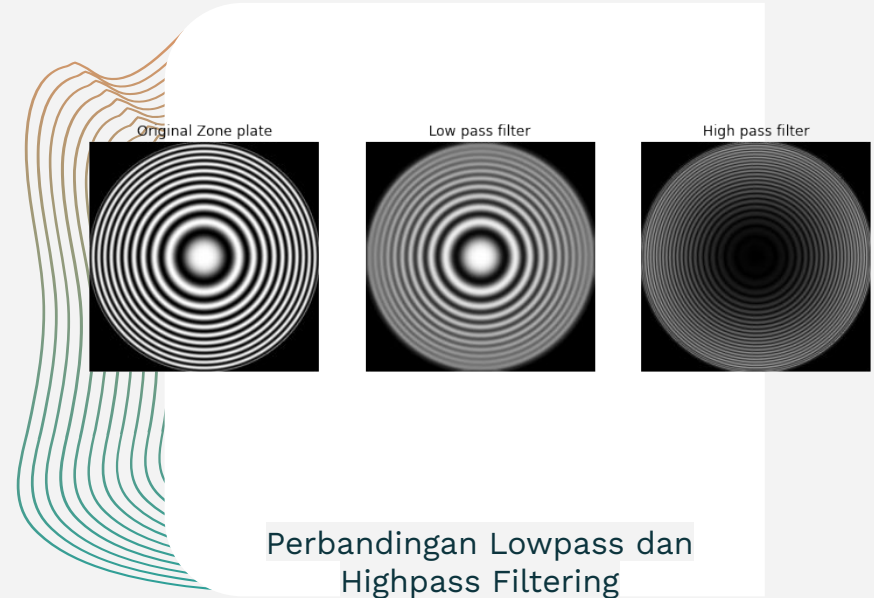 Original Zone plate
Low pass filter
High pass filter
Perbandingan Lowpass dan
Highpass Filtering